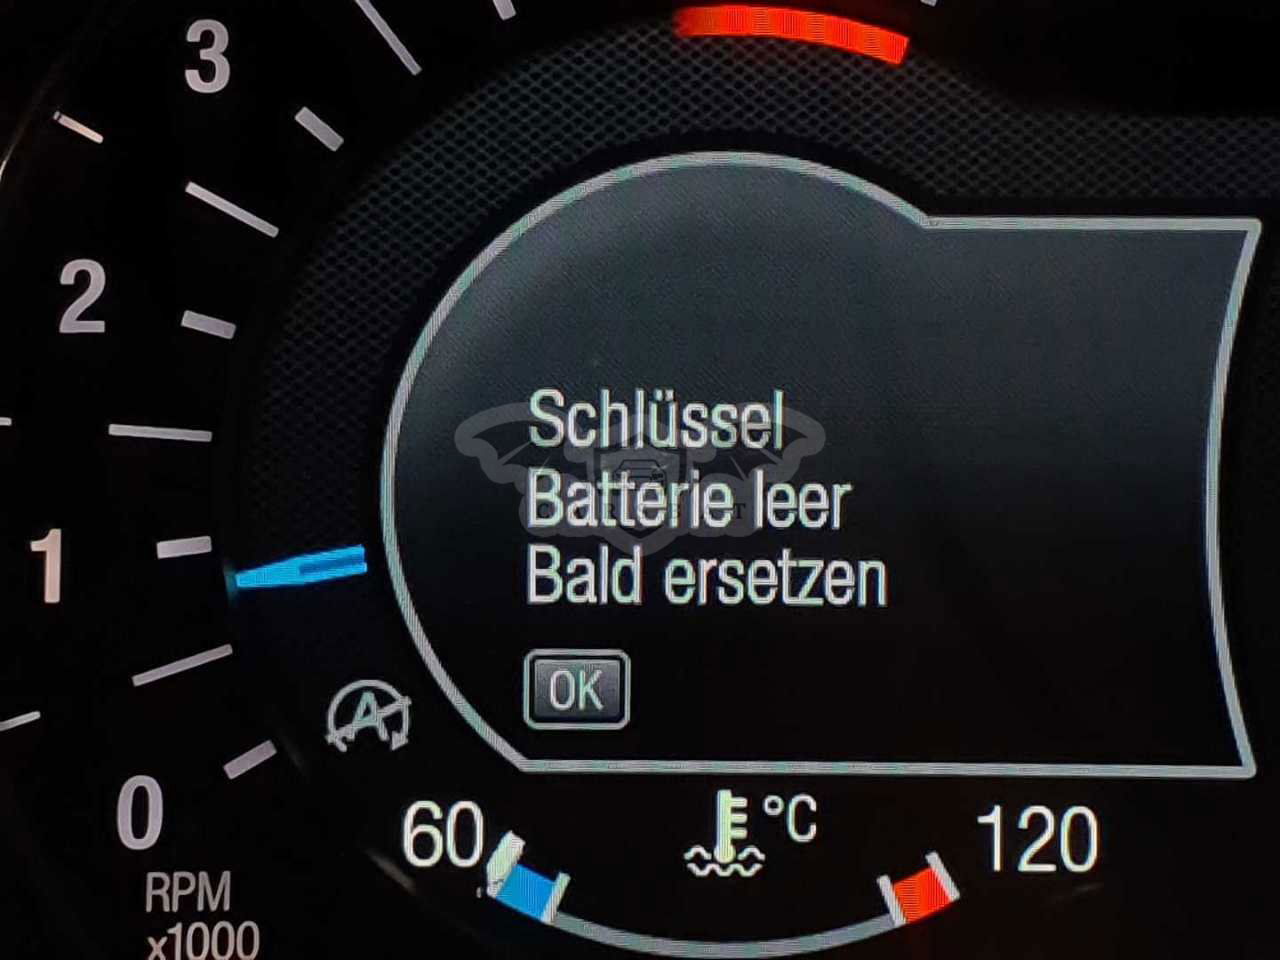 3
2
1
0
RPM
x1000
Schlüssel
Batterie leer
Bald ersetzen
OK
A
60
°C
120